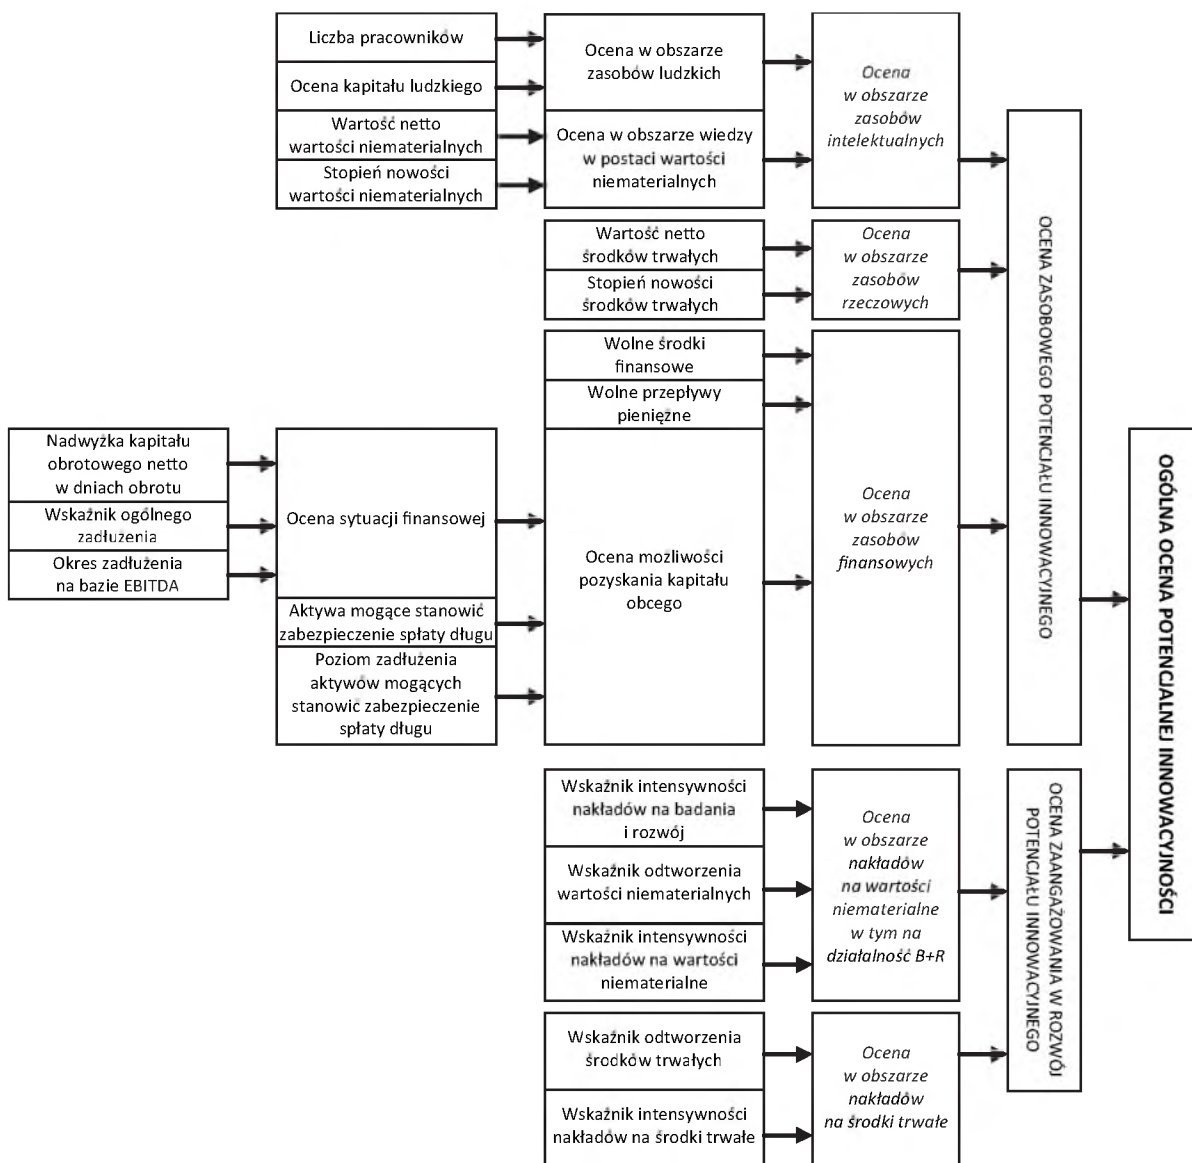 Liczba pracowników
Ocena kapitału ludzkiego
Wartość netto
wartości niematerialnych
Stopień nowości
wartości niematerialnych
Ocena w obszarze
zasobów ludzkich
Ocena w obszarze wiedzy
w postaci wartości
niematerialnych
Ocena
w obszarze
zasobów
intelektualnych
Wartość netto
środków trwałych
Stopień nowości
środków trwałych
Ocena
w obszarze
zasobów
rzeczowych
Wolne środki
finansowe
Wolne przepływy
pieniężne
Nadwyżka kapitału
obrotowego netto
w dniach obrotu
Wskaźnik ogólnego
zadłużenia
Okres zadłużenia
na bazie EBITDA
Ocena sytuacji finansowej
Aktywa mogące stanowić
zabezpieczenie spłaty długu
Poziom zadłużenia
aktywów mogących
stanowić zabezpieczenie
spłaty długu
Ocena możliwości
pozyskania kapitału
obcego
Ocena
w obszarze
zasobów
finansowych
OCENA ZASOBOWEGO POTENCJAŁU INNOWACYJNEGO
Wskaźnik intensywności
nakładów na badania
i rozwój
Wskaźnik odtworzenia
wartości niematerialnych
Wskaźnik intensywności
nakładów na wartości
niematerialne
Ocena
w obszarze
nakładów
na wartości
niematerialne
w tym na
działalność B+R
Wskaźnik odtworzenia
środków trwałych
Wskaźnik intensywności
nakładów na środki trwałe
Ocena
w obszarze
nakładów
na środki trwałe
OCENA ZAANGAŻOWANIA W ROZWÓJ
POTENCJAŁU INNOWACYJNEGO
OGÓLNA OCENA POTENCJALNEJ INNOWACYJNOŚCI